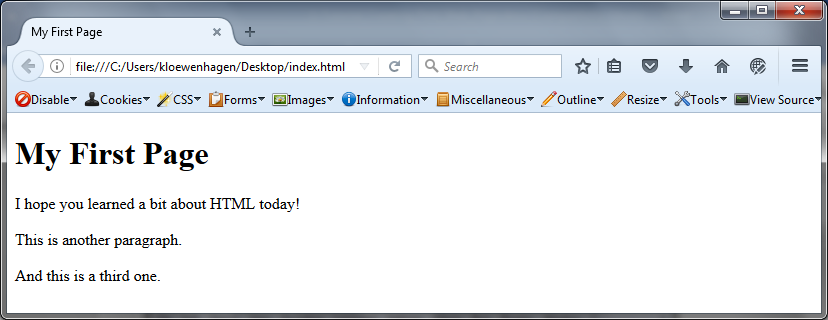 My First Page
file:///C:/Users/kloewenhagen/Desktop/index.html Search
Disable Cookies CSS Forms Images Information Miscellaneous Outline Resize Tools View Source
My First Page
I hope you learned a bit about HTML today!
This is another paragraph.
And this is a third one.